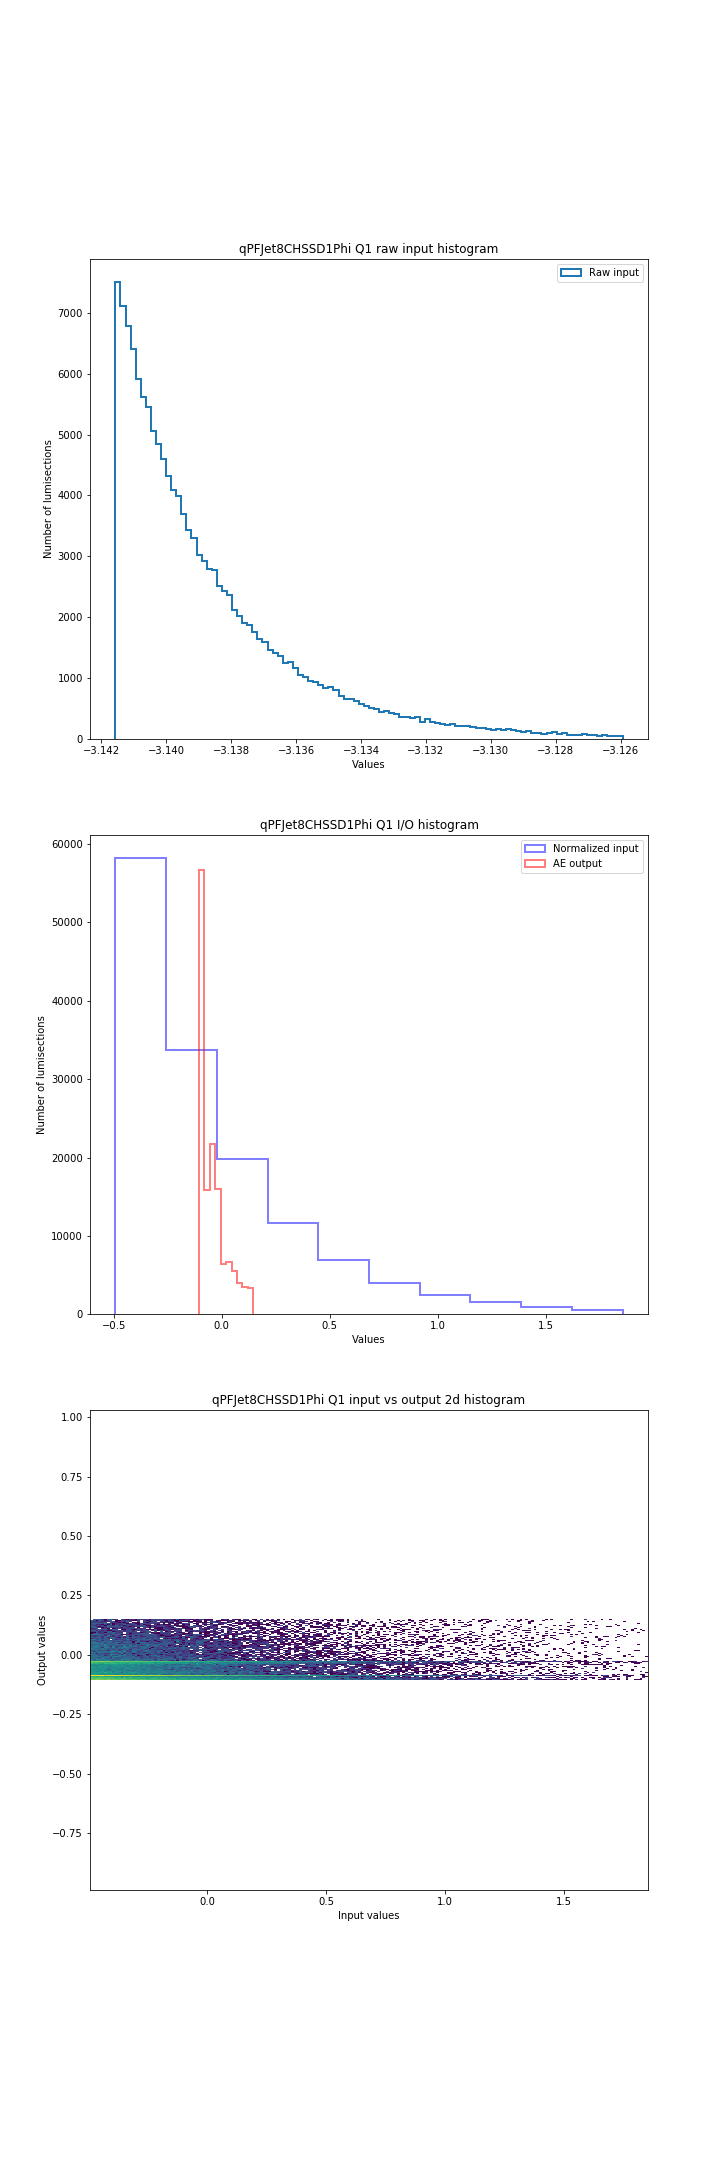 qPFJet8CHSSD1Phi Q1 raw input histogram
Raw input
7000
6000
5000
4000
3000
2000
1000
0
Number of lumisections
−3.142 −3.140 −3.138 −3.136 −3.134 −3.132 −3.130 −3.128 −3.126
Values
qPFJet8CHSSD1Phi Q1 I/O histogram
Normalized input
AE output
60000
50000
40000
30000
20000
10000
0
Number of lumisections
−0.5 0.0 0.5 1.0 1.5
Values
qPFJet8CHSSD1Phi Q1 input vs output 2d histogram
1.00
0.75
0.50
0.25
0.00
−0.25
−0.50
−0.75
Output values
0.0 0.5 1.0 1.5
Input values